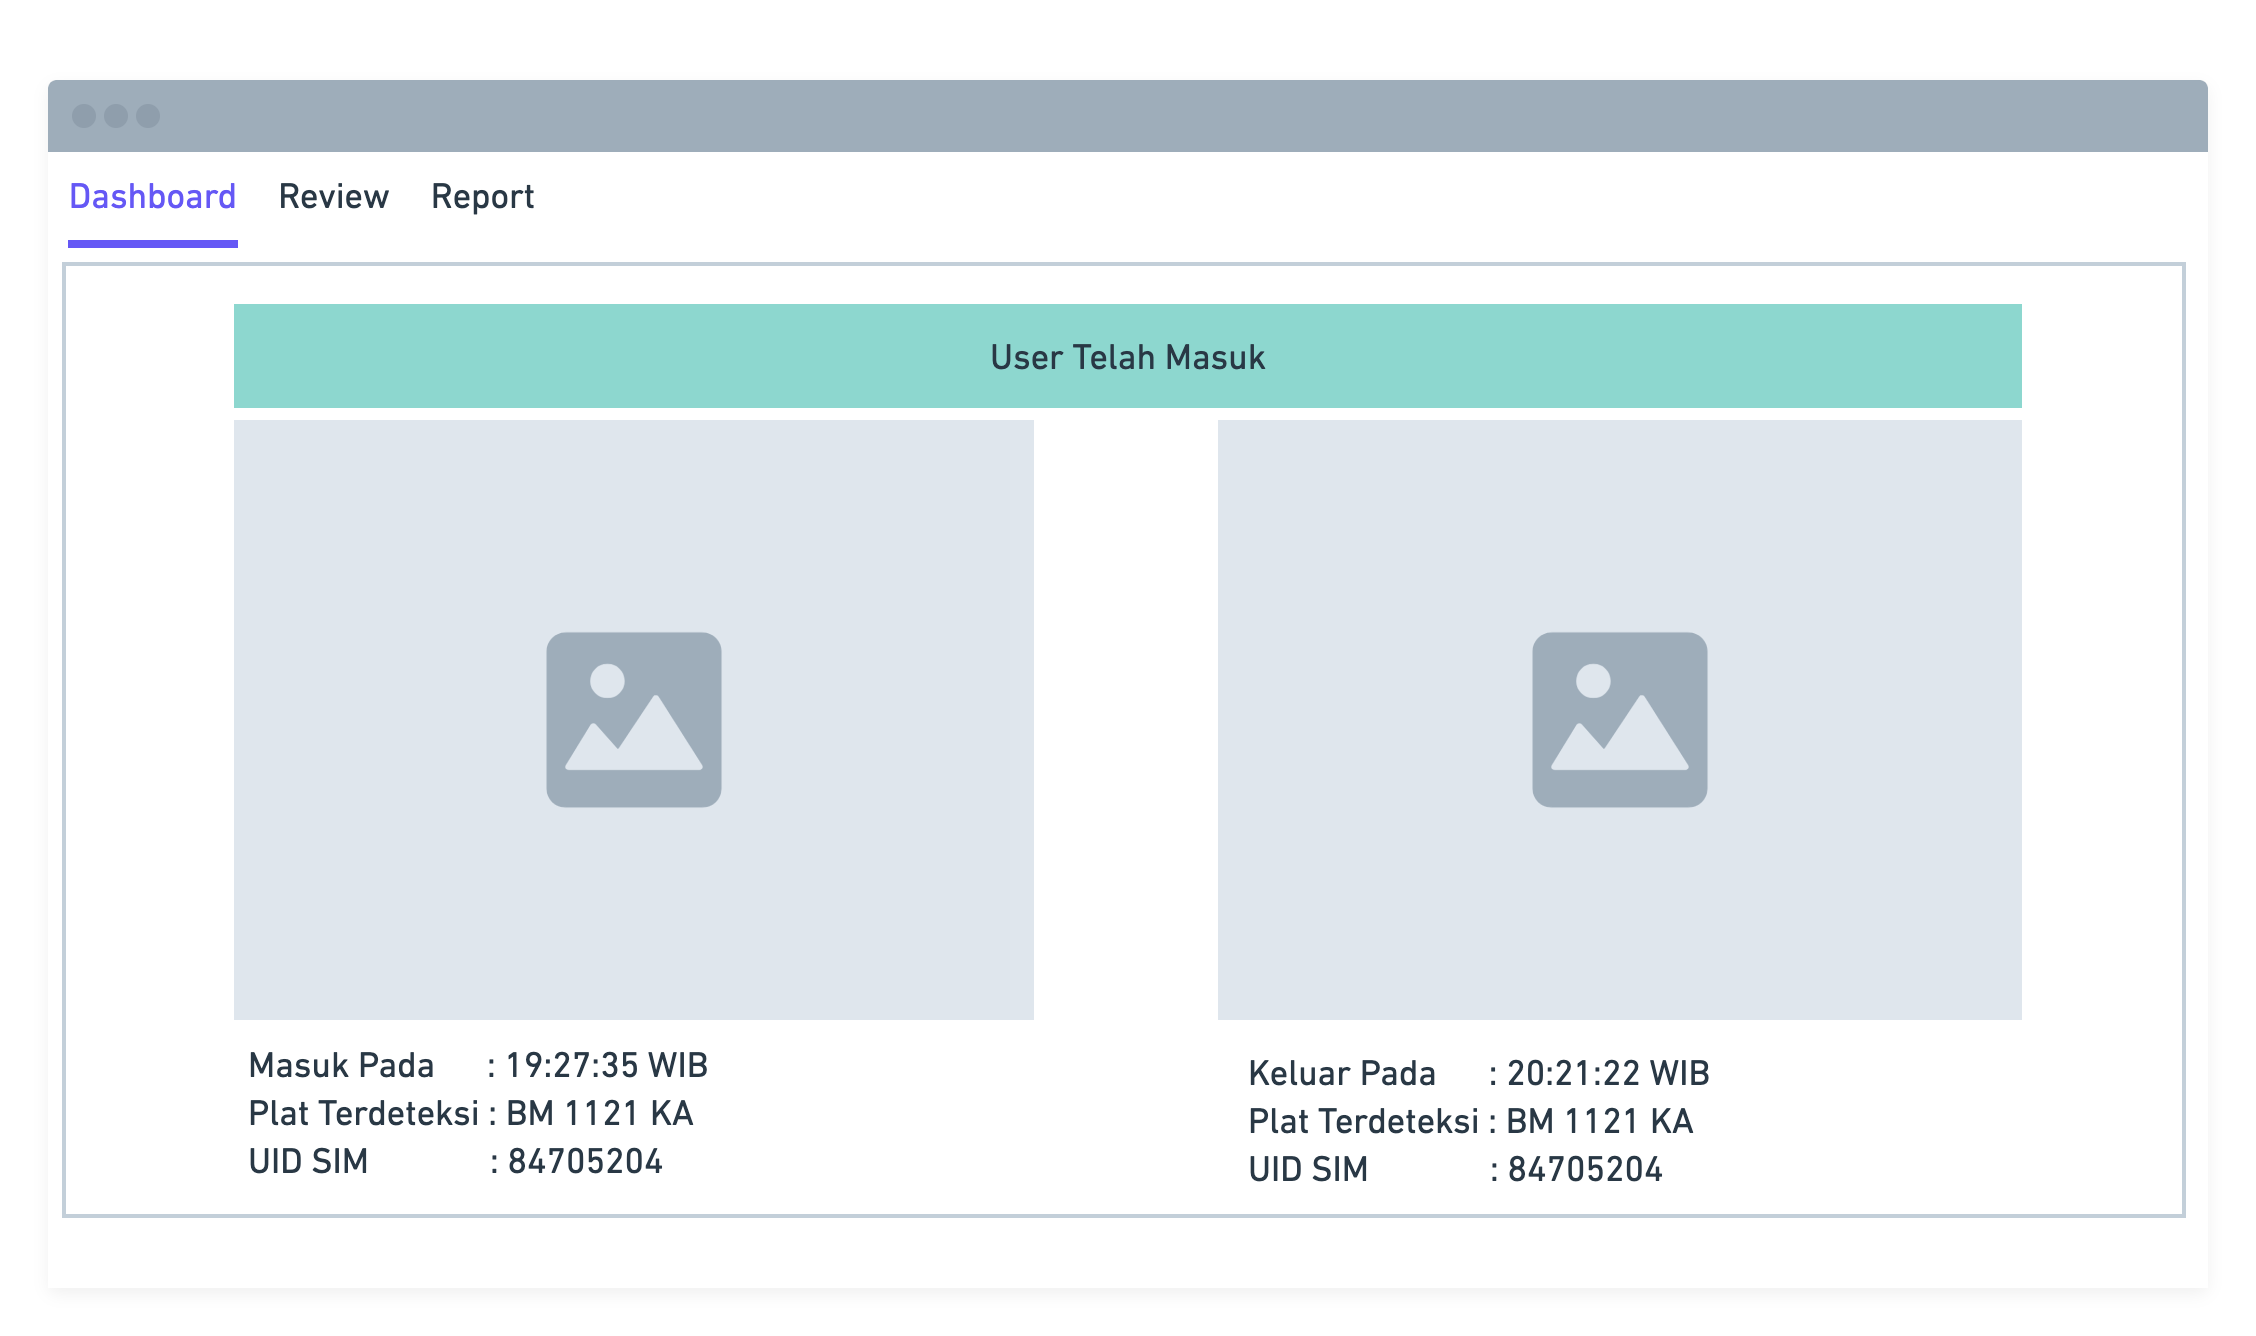 Dashboard Review Report
User Telah Masuk
Masuk Pada : 19:27:35 WIB
Plat Terdeteksi : BM 1121 KA
UID SIM : 84705204
Keluar Pada : 20:21:22 WIB
Plat Terdeteksi : BM 1121 KA
UID SIM : 84705204